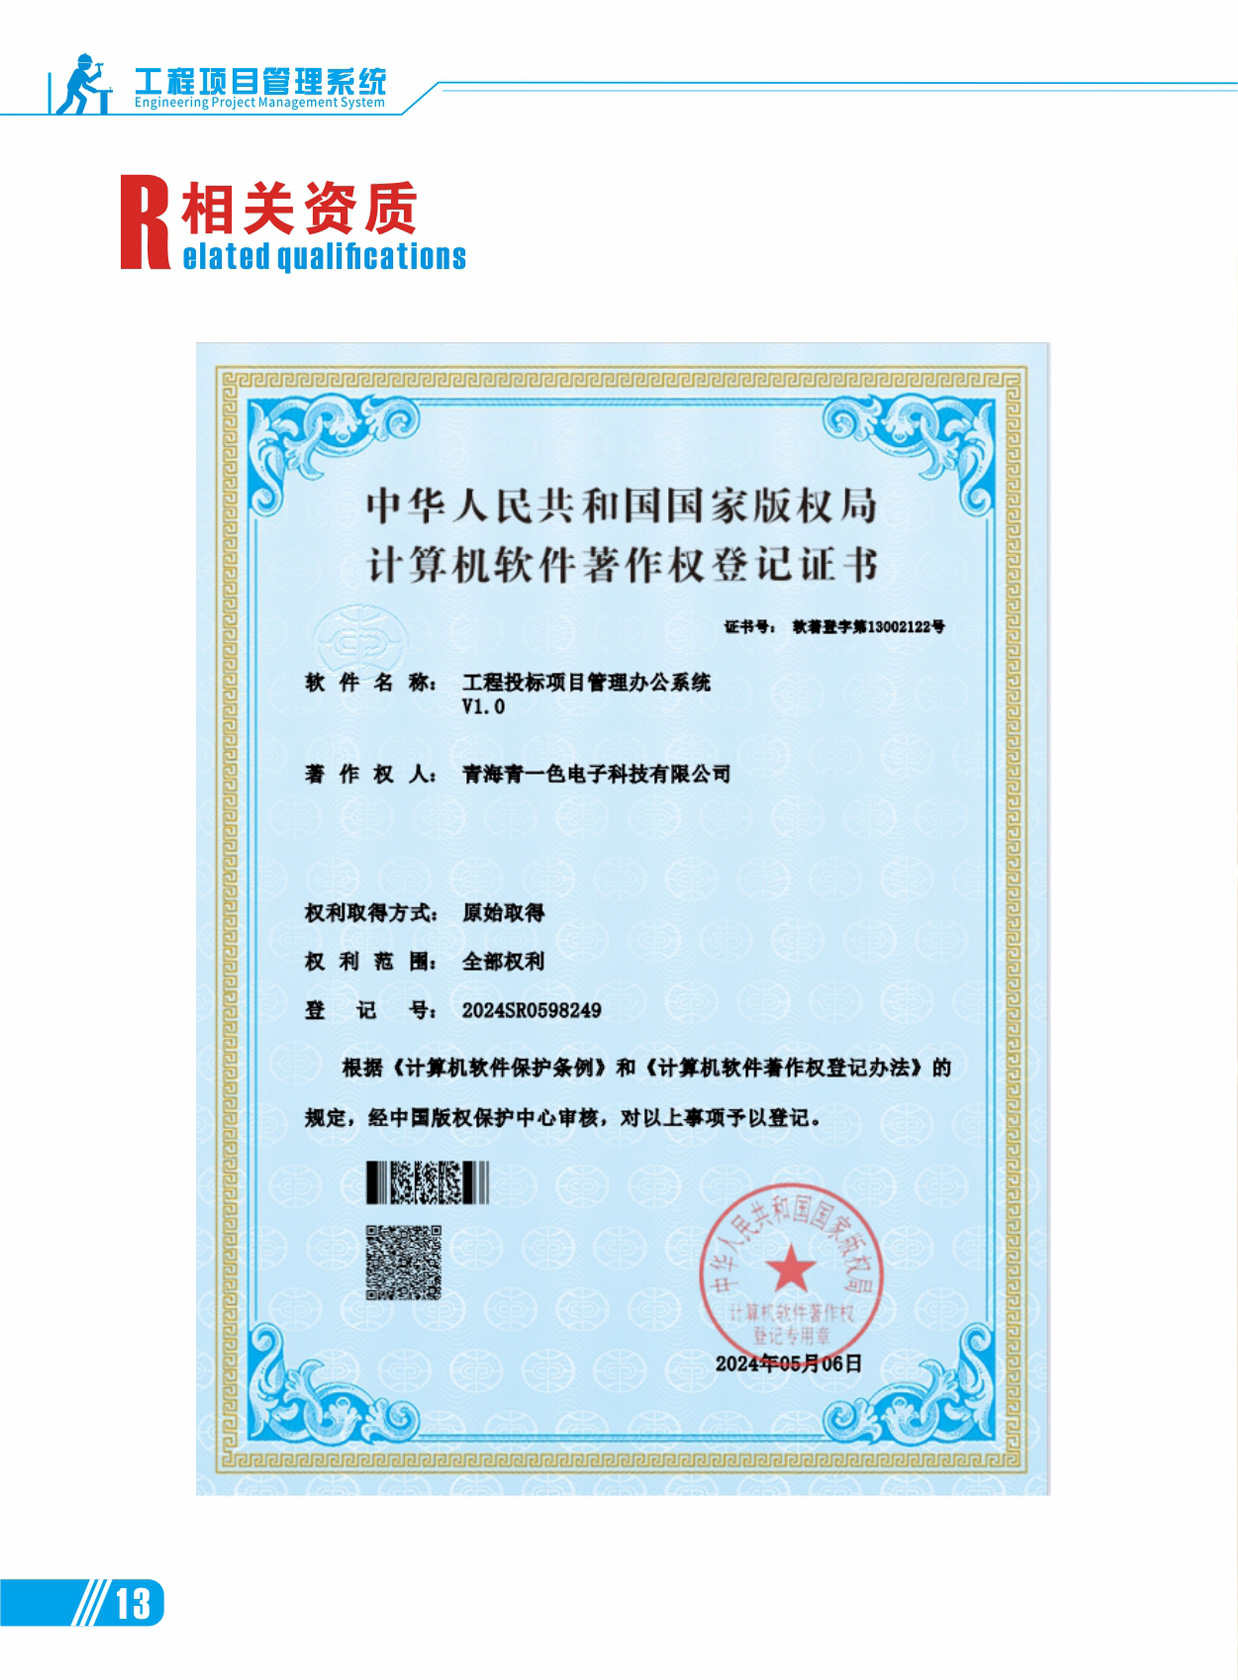 工程项目管理系统
Engineering Project Management System
R相关资质
elated qualifications
中华人民共和国国家版权局
计算机软件著作权登记证书
证书号： 软著登字第13002122号
软件名称： 工程投标项目管理办公系统
V1.0
著作权人： 青海青一色电子科技有限公司
权利取得方式： 原始取得
权利范围： 全部权利
登记号： 2024SR0598249
根据《计算机软件保护条例》和《计算机软件著作权登记办法》的
规定，经中国版权保护中心审核，对以上事项予以登记。
中华人民共和国国家版权局
计算机软件著作权
登记专用章
2024年05月06日
13